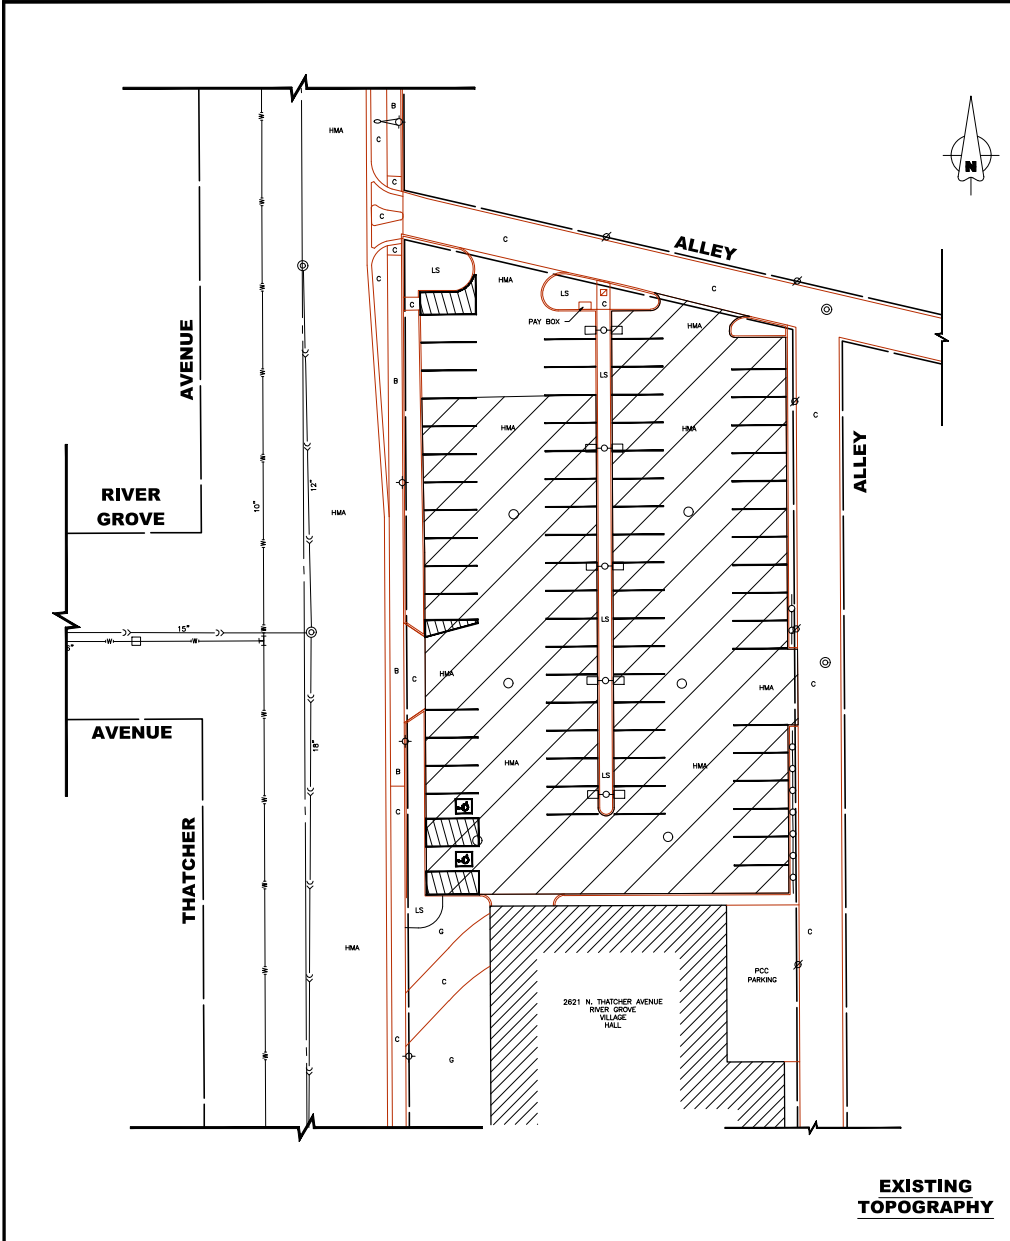 B
HMA
C
C
N
C
C
ALLEY
C
C
LS
HMA
C
LS
C
C
PAY BOX
HMA
AVENUE
LS
B
C
HMA
HMA
ALLEY
RIVER
GROVE
12"
10"
HMA
15"
W
W
LS
B
C
HMA
HMA
C
AVENUE
18"
B
HMA
HMA
LS
C
THATCHER
LS
G
C
HMA
PCC
PARKING
C
2621 N. THATCHER AVENUE
RIVER GROVE
VILLAGE
HALL
C
G
EXISTING
TOPOGRAPHY